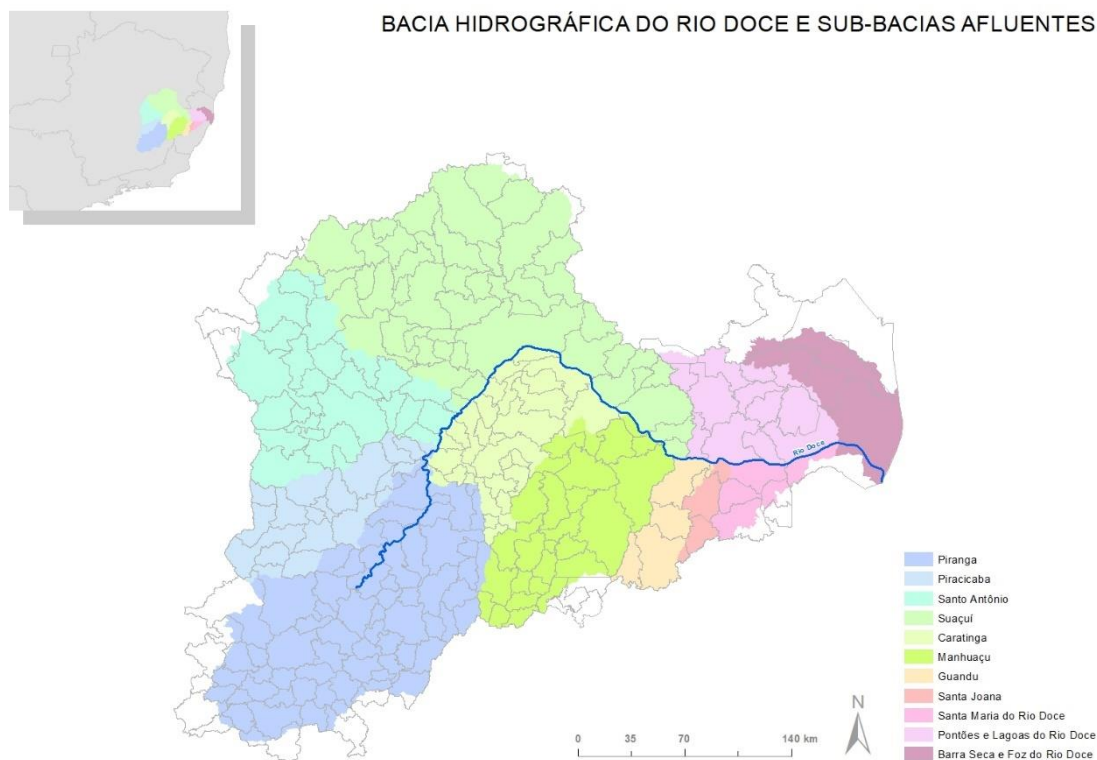 BACIA HIDROGRÁFICA DO RIO DOCE E SUB-BACIAS AFLUENTES
Rio Doce
Piranga
Piracicaba
Santo Antônio
Suaçuí
Caratinga
Manhuaçu
Guandu
Santa Joana
Santa Maria do Rio Doce
Pontões e Lagoas do Rio Doce
Barra Seca e Foz do Rio Doce
N
0 35 70 140 km